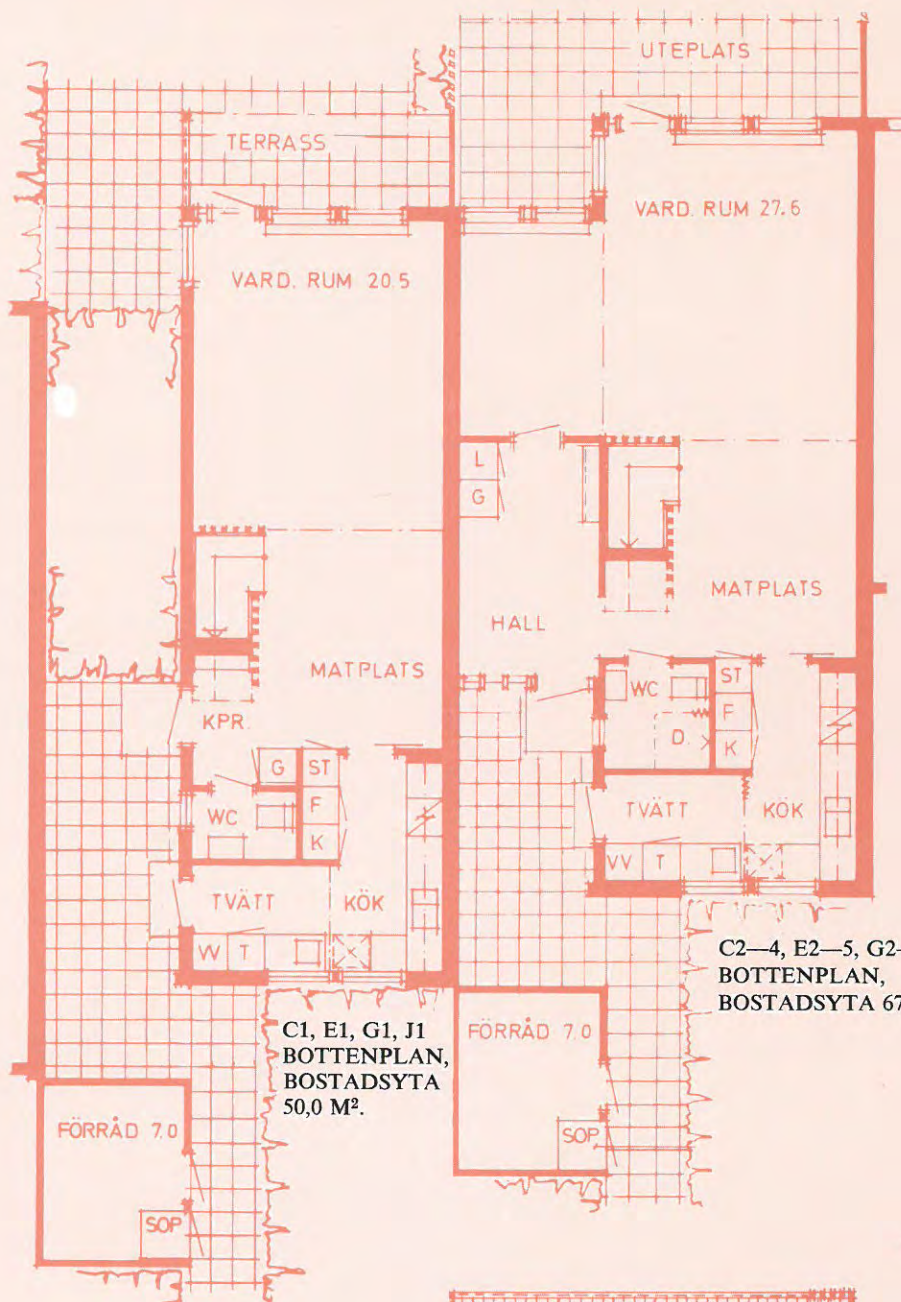 UTEPLATS
TERRASS
VARD. RUM 27.6
VARD. RUM 20.5
L
G
MATPLATS
HALL
MATPLATS
WC
ST
F
D.
K
KPR.
G
ST
WC
F
K
TVÄTT
KÖK
VV
T
TVÄTT
KÖK
VV
T
C2—4, E2—5, G2-
BOTTENPLAN,
BOSTADSYTA 67
C1, E1, G1, J1
BOTTENPLAN,
BOSTADSYTA
50,0 M².
FÖRRÅD 7.0
SOP
FÖRRÅD 7.0
SOP